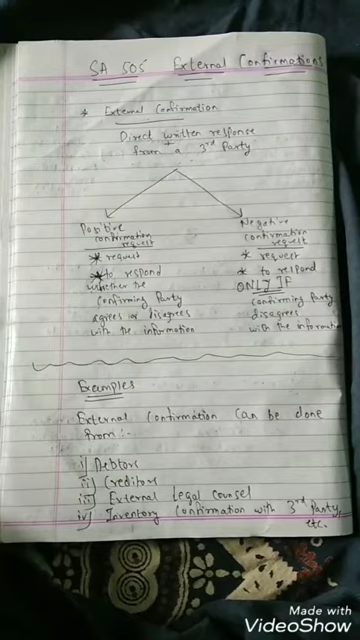 SA 505 External Confirmations
* External Confirmation
Direct written response
+
from a 3rd Party
Positive
confirmation
request
* request
* to respond
whether the
confirming Party
agrees or disagrees
with the information
Negative
confirmation
request
* request
* to respond
ONLY IF
confirming Party
disagrees
with the information
Examples
External Confirmation can be done
from :-
i) Debtors
ii) Creditors
iii) External legal counsel
iv) Inventory confirmation with 3rd Party,
etc.
Made with
VideoShow